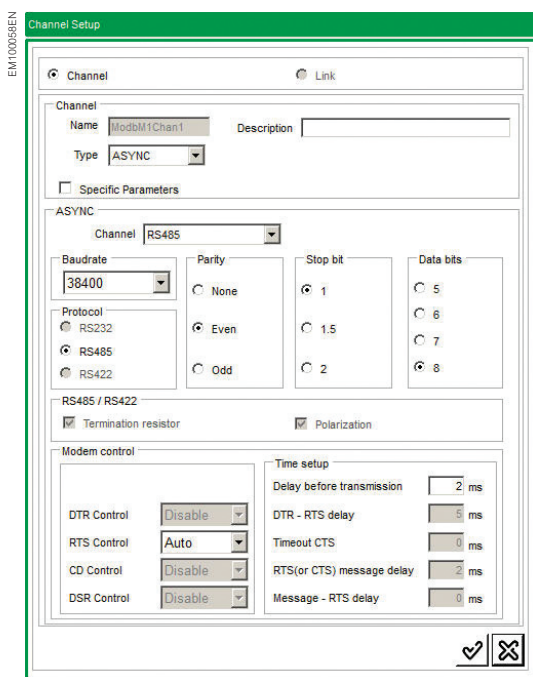 EM100058EN
Channel Setup
Channel
Link
Channel
Name ModbM1Chan1 Description
Type ASYNC
Specific Parameters
ASYNC
Channel RS485
Baudrate
38400
Protocol
RS232
RS485
RS422
Parity
None
Even
Odd
Stop bit
1
1.5
2
Data bits
5
6
7
8
RS485 / RS422
Termination resistor
Polarization
Modem control
DTR Control Disable
RTS Control Auto
CD Control Disable
DSR Control Disable
Time setup
Delay before transmission 2 ms
DTR - RTS delay 5 ms
Timeout CTS 0 ms
RTS(or CTS) message delay 2 ms
Message - RTS delay 0 ms